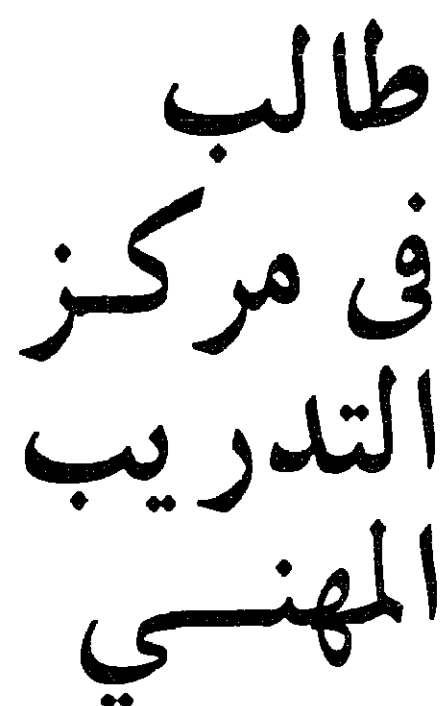 طالب
فى مركز
التدريب
المهني